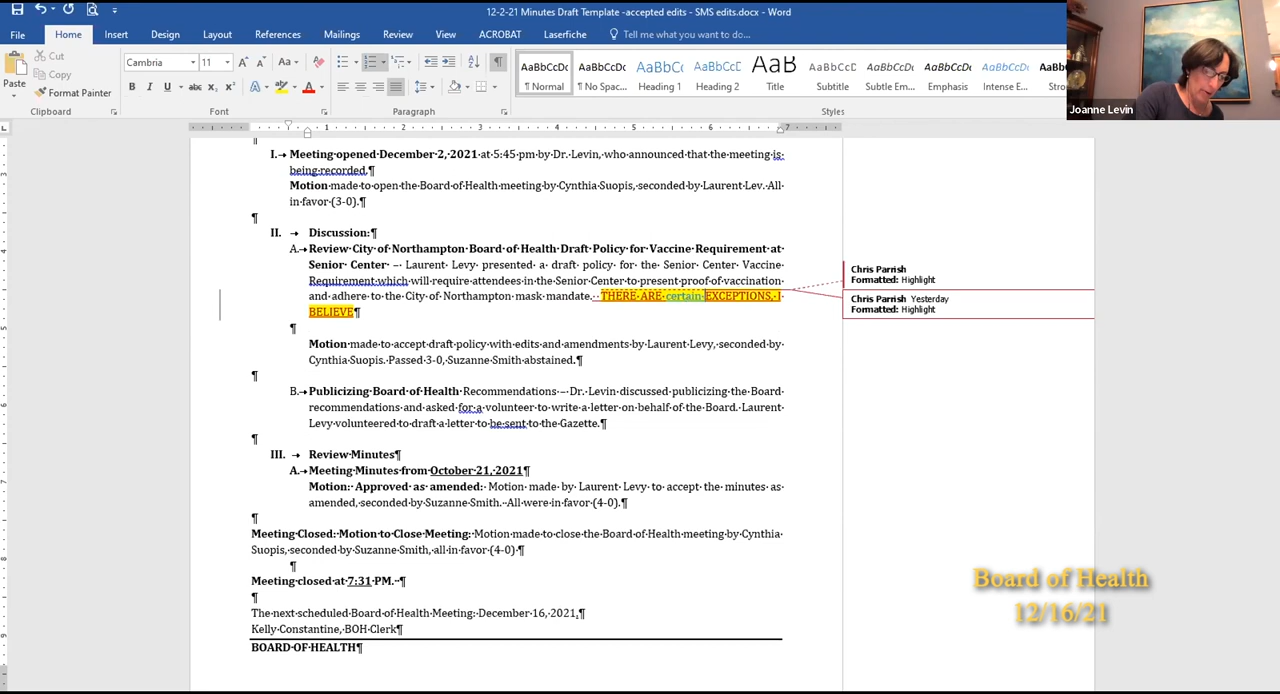 12-2-21 Minutes Draft Template -accepted edits - SMS edits.docx - Word
File Home Insert Design Layout References Mailings Review View ACROBAT Laserfiche Tell me what you want to do...
Cut
Copy
Format Painter
Paste
Cambria 11
Clipboard Font Paragraph Styles
AaBbCcDc AaBbCcDc AaBbCc AaBbCcD AaB AaBbCcD AaBbCcDc AaBbCcDc AaBbCcDc AaBb
¶ Normal ¶ No Spac... Heading 1 Heading 2 Title Subtitle Subtle Em... Emphasis Intense E... Stro
Joanne Levin
1 2 3 4 5 6 7
I. Meeting opened December 2, 2021 at 5:45 pm by Dr. Levin, who announced that the meeting is
being recorded.¶
Motion made to open the Board of Health meeting by Cynthia Suopis, seconded by Laurent Lev. All
in favor (3-0).¶
¶
II. Discussion:¶
A. Review City of Northampton Board of Health Draft Policy for Vaccine Requirement at
Senior Center – Laurent Levy presented a draft policy for the Senior Center Vaccine
Requirement which will require attendees in the Senior Center to present proof of vaccination
and adhere to the City of Northampton mask mandate. THERE ARE certain EXCEPTIONS, I
BELIEVE¶
¶
Motion made to accept draft policy with edits and amendments by Laurent Levy, seconded by
Cynthia Suopis. Passed 3-0, Suzanne Smith abstained.¶
¶
B. Publicizing Board of Health Recommendations – Dr. Levin discussed publicizing the Board
recommendations and asked for a volunteer to write a letter on behalf of the Board. Laurent
Levy volunteered to draft a letter to be sent to the Gazette.¶
¶
III. Review Minutes¶
A. Meeting Minutes from October 21, 2021¶
Motion: Approved as amended: Motion made by Laurent Levy to accept the minutes as
amended, seconded by Suzanne Smith. All were in favor (4-0).¶
¶
Meeting Closed: Motion to Close Meeting: Motion made to close the Board of Health meeting by Cynthia
Suopis, seconded by Suzanne Smith, all in favor (4-0)¶
¶
Meeting closed at 7:31 PM. ¶
¶
The next scheduled Board of Health Meeting: December 16, 2021.¶
Kelly Constantine, BOH Clerk¶
BOARD OF HEALTH¶
Chris Parrish
Formatted: Highlight
Chris Parrish Yesterday
Formatted: Highlight
Board of Health
12/16/21